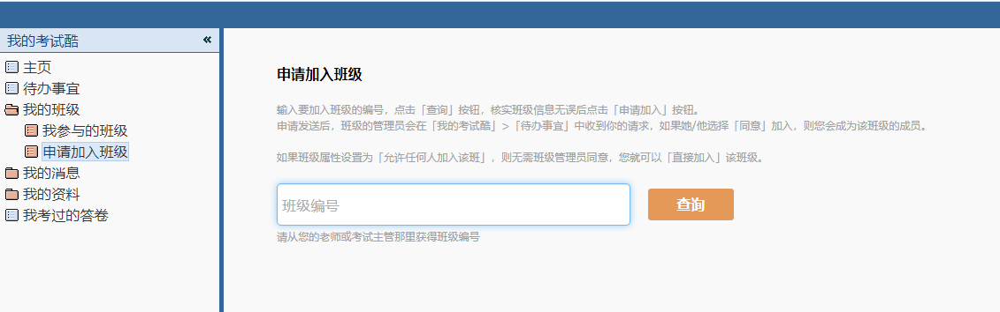 我的考试酷
主页
待办事宜
我的班级
我参与的班级
申请加入班级
我的消息
我的资料
我考过的答卷
申请加入班级
输入要加入班级的编号，点击「查询」按钮，核实班级信息无误后点击「申请加入」按钮。
申请发送后，班级的管理员会在「我的考试酷」>「待办事宜」中收到你的请求，如果她/他选择「同意」加入，则您会成为该班级的成员。
如果班级属性设置为「允许任何人加入该班」，则无需班级管理员同意，您就可以「直接加入」该班级。
班级编号
查询
请从您的老师或考试主管那里获得班级编号